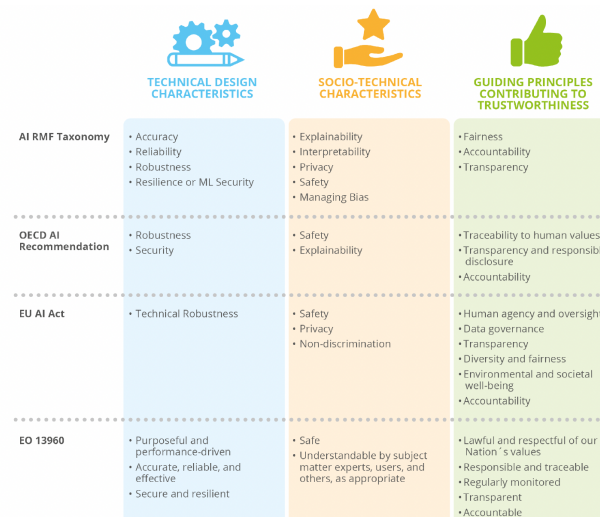 TECHNICAL DESIGN
CHARACTERISTICS
SOCIO-TECHNICAL
CHARACTERISTICS
GUIDING PRINCIPLES
CONTRIBUTING TO
TRUSTWORTHINESS
AI RMF Taxonomy
• Accuracy
• Reliability
• Robustness
• Resilience or ML Security
• Explainability
• Interpretability
• Privacy
• Safety
• Managing Bias
• Fairness
• Accountability
• Transparency
OECD AI
Recommendation
• Robustness
• Security
• Safety
• Explainability
• Traceability to human values
• Transparency and responsibl
disclosure
• Accountability
EU AI Act
• Technical Robustness
• Safety
• Privacy
• Non-discrimination
• Human agency and oversight
• Data governance
• Transparency
• Diversity and fairness
• Environmental and societal
well-being
• Accountability
EO 13960
• Purposeful and
performance-driven
• Accurate, reliable, and
effective
• Secure and resilient
• Safe
• Understandable by subject
matter experts, users, and
others, as appropriate
• Lawful and respectful of our
Nation´s values
• Responsible and traceable
• Regularly monitored
• Transparent
• Accountable